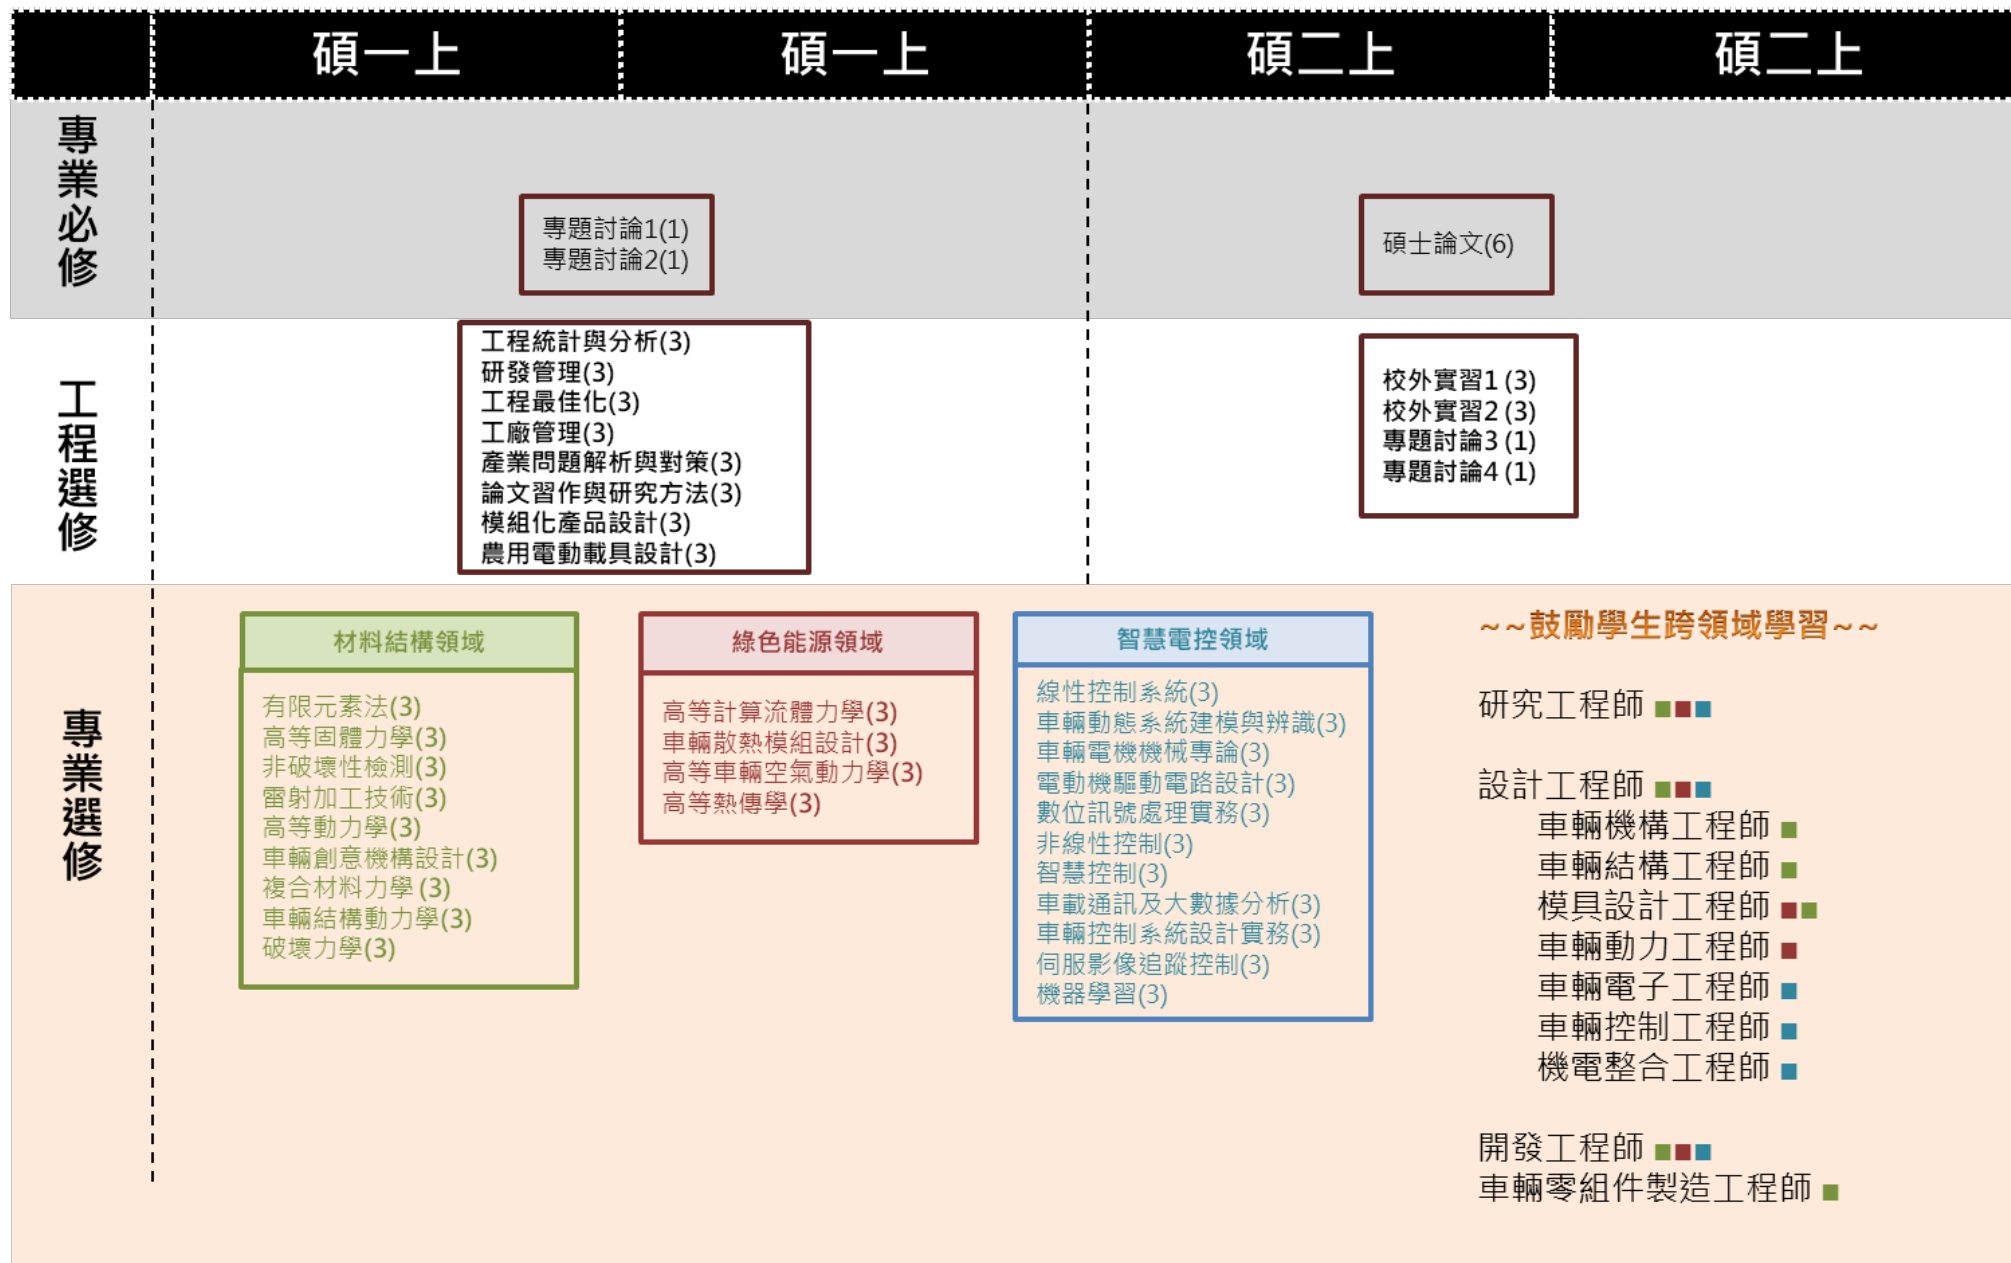 碩一上
碩一上
碩二上
碩二上
專業必修
專題討論1(1)
專題討論2(1)
碩士論文(6)
工程選修
工程統計與分析(3)
研發管理(3)
工程最佳化(3)
工廠管理(3)
產業問題解析與對策(3)
論文習作與研究方法(3)
模組化產品設計(3)
農用電動載具設計(3)
校外實習1 (3)
校外實習2 (3)
專題討論3 (1)
專題討論4 (1)
專業選修
材料結構領域
有限元素法(3)
高等固體力學(3)
非破壞性檢測(3)
雷射加工技術(3)
高等動力學(3)
車輛創意機構設計(3)
複合材料力學 (3)
車輛結構動力學(3)
破壞力學(3)
綠色能源領域
高等計算流體力學(3)
車輛散熱模組設計(3)
高等車輛空氣動力學(3)
高等熱傳學(3)
智慧電控領域
線性控制系統(3)
車輛動態系統建模與辨識(3)
車輛電機機械專論(3)
電動機驅動電路設計(3)
數位訊號處理實務(3)
非線性控制(3)
智慧控制(3)
車載通訊及大數據分析(3)
車輛控制系統設計實務(3)
伺服影像追蹤控制(3)
機器學習(3)
~~鼓勵學生跨領域學習~~
研究工程師 ■■■
設計工程師 ■■■
車輛機構工程師 ■
車輛結構工程師 ■
模具設計工程師 ■■
車輛動力工程師 ■
車輛電子工程師 ■
車輛控制工程師 ■
機電整合工程師 ■
開發工程師 ■■■
車輛零組件製造工程師 ■